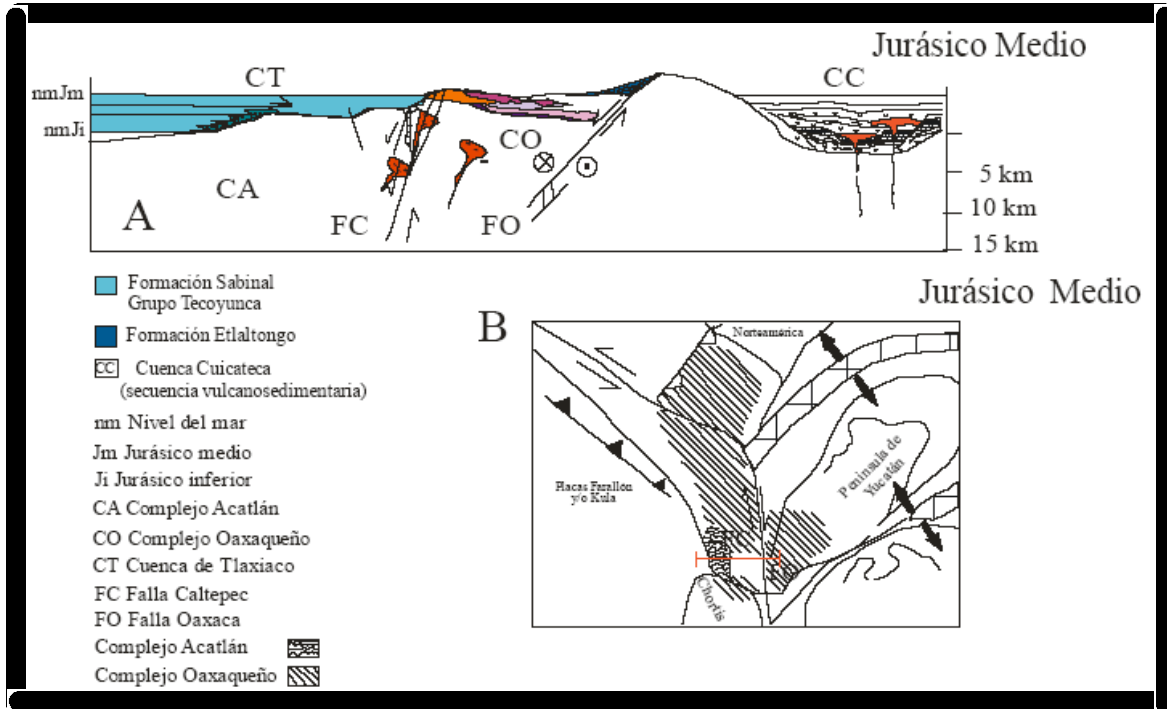 Jurásico Medio
CT
CC
nmJm
nmJi
CO
CA
A
FC
FO
5 km
10 km
15 km
Formación Sabinal
Grupo Tecoyunca
Formación Etlaltongo
CC Cuenca Cuicateca
(secuencia vulcanosedimentaria)
nm Nivel del mar
Jm Jurásico medio
Ji Jurásico inferior
CA Complejo Acatlán
CO Complejo Oaxaqueño
CT Cuenca de Tlaxiaco
FC Falla Caltepec
FO Falla Oaxaca
Complejo Acatlán
Complejo Oaxaqueño
Jurásico Medio
B
Norteamérica
Placas Farallón
y/o Kula
Península de
Yucatán
Chortis